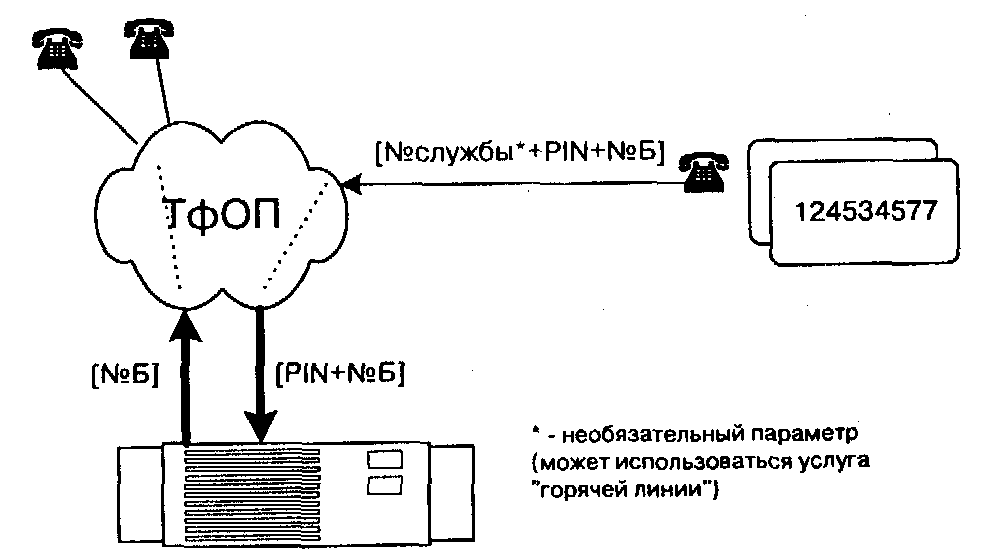 [№службы*+PIN+№Б]
ТфОП
124534577
[№Б]
[PIN+№Б]
* - необязательный параметр
(может использоваться услуга
"горячей линии")